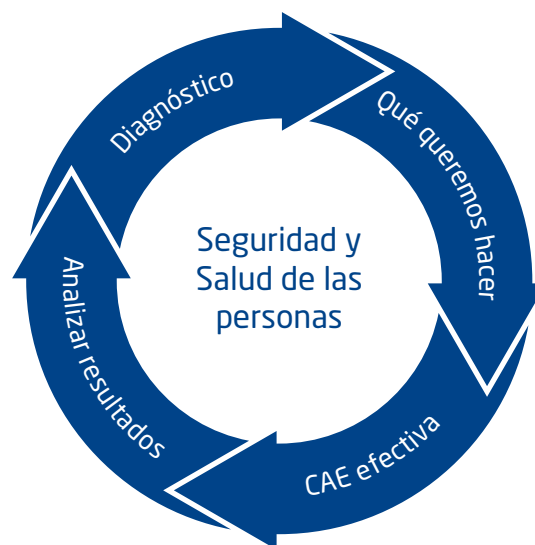 Diagnóstico
Qué queremos hacer
Seguridad y
Salud de las
personas
Analizar resultados
CAE efectiva